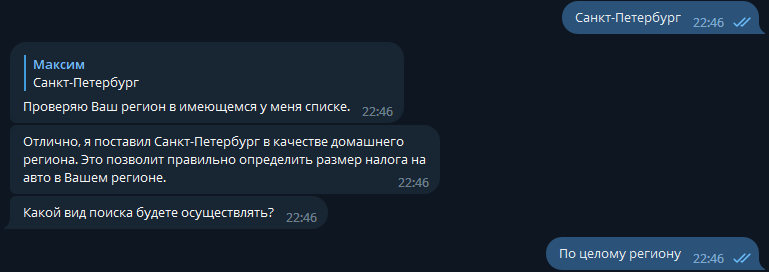 Санкт-Петербург 22:46
Максим
Санкт-Петербург
Проверяю Ваш регион в имеющемся у меня списке. 22:46
Отлично, я поставил Санкт-Петербург в качестве домашнего
региона. Это позволит правильно определить размер налога на
авто в Вашем регионе.
22:46
Какой вид поиска будете осуществлять? 22:46
По целому региону 22:46